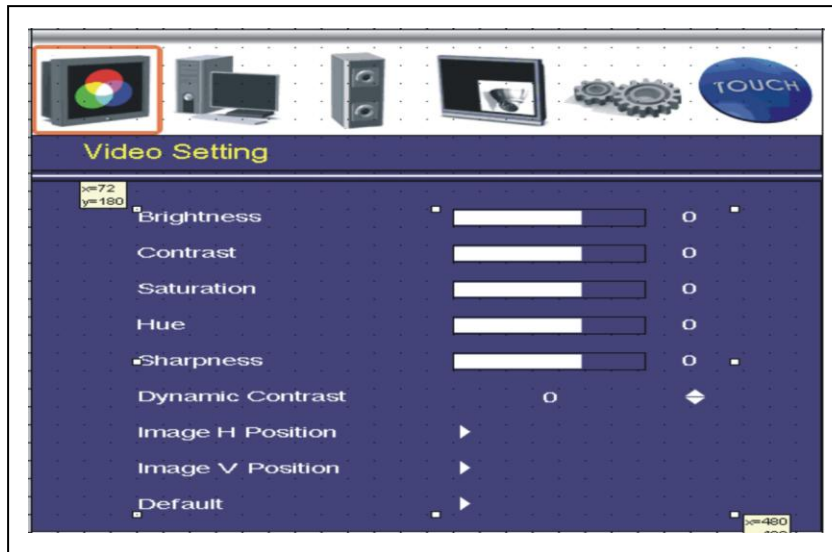 TOUCH
Video Setting
x=72
y=180
Brightness 0
Contrast 0
Saturation 0
Hue 0
Sharpness 0
Dynamic Contrast 0
Image H Position
Image V Position
Default
x=480